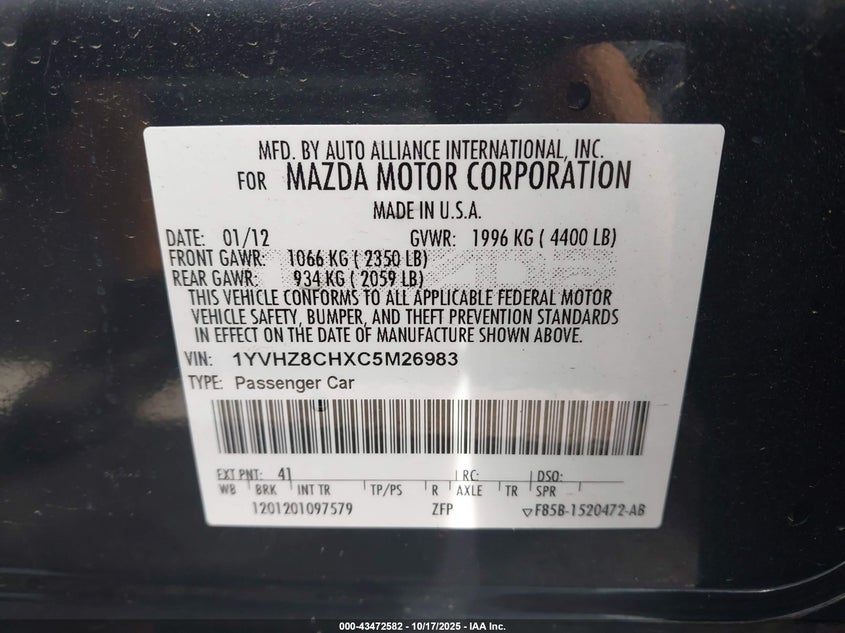 MFD. BY AUTO ALLIANCE INTERNATIONAL, INC.
FOR MAZDA MOTOR CORPORATION
MADE IN U.S.A.
DATE: 01/12 GVWR: 1996 KG ( 4400 LB)
FRONT GAWR: 1066 KG ( 2350 LB)
REAR GAWR: 934 KG ( 2059 LB)
THIS VEHICLE CONFORMS TO ALL APPLICABLE FEDERAL MOTOR
VEHICLE SAFETY, BUMPER, AND THEFT PREVENTION STANDARDS
IN EFFECT ON THE DATE OF MANUFACTURE SHOWN ABOVE.
VIN: 1YVHZ8CHXC5M26983
TYPE: Passenger Car
EXT PNT: 41 RC: DSO:
WB BRK INT TR TP/PS R AXLE TR SPR
1201201097579 ZFP ▽F85B-1520472-AB
000-43472582 - 10/17/2025 - IAA Inc.